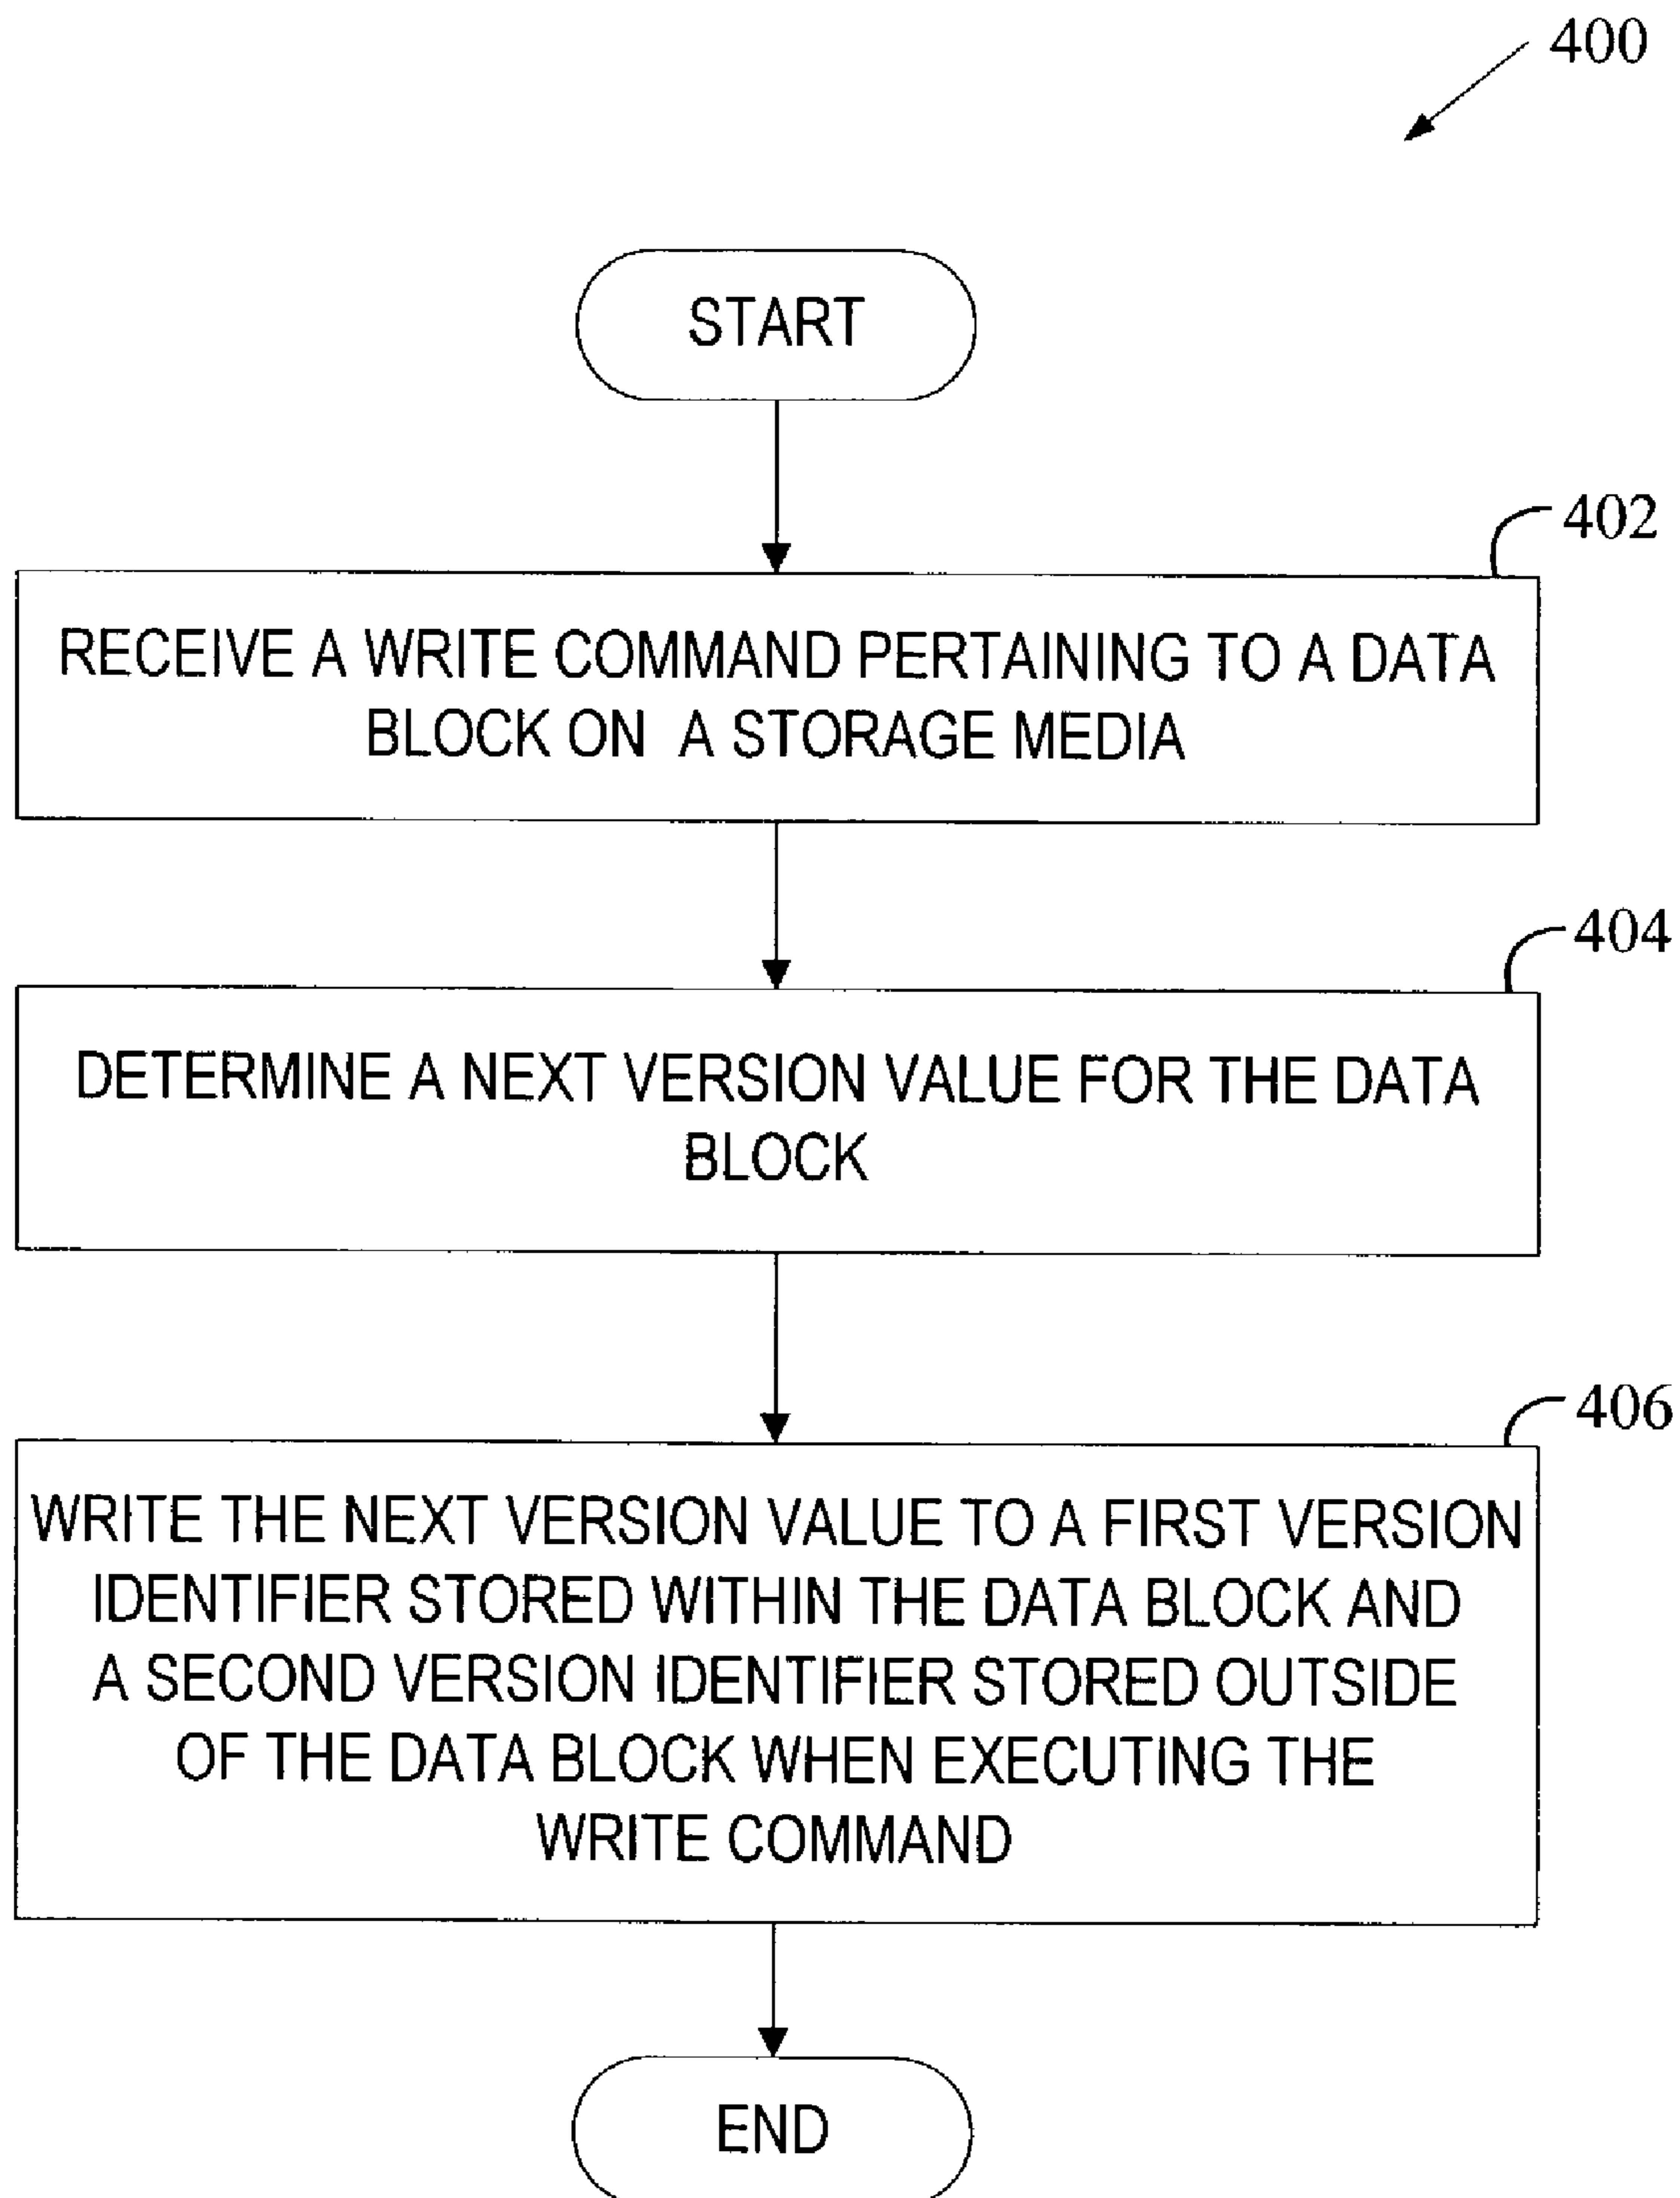 400
START
402
RECEIVE A WRITE COMMAND PERTAINING TO A DATA
BLOCK ON A STORAGE MEDIA
404
DETERMINE A NEXT VERSION VALUE FOR THE DATA
BLOCK
406
WRITE THE NEXT VERSION VALUE TO A FIRST VERSION
IDENTIFIER STORED WITHIN THE DATA BLOCK AND
A SECOND VERSION IDENTIFIER STORED OUTSIDE
OF THE DATA BLOCK WHEN EXECUTING THE
WRITE COMMAND
END